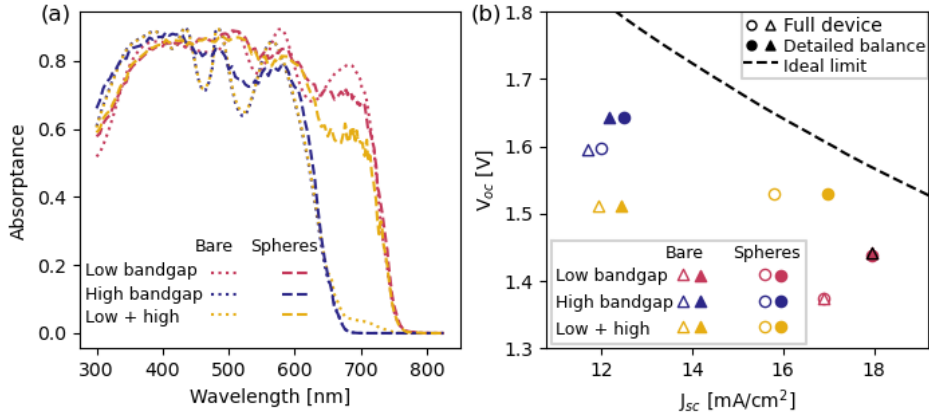 (a)
Absorptance
0.8
0.6
0.4
0.2
0.0
Bare Spheres
Low bandgap
High bandgap
Low + high
300 400 500 600 700 800
Wavelength [nm]
(b)
V_oc [V]
1.8
1.7
1.6
1.5
1.4
1.3
Full device
Detailed balance
Ideal limit
Bare Spheres
Low bandgap
High bandgap
Low + high
12 14 16 18
J_sc [mA/cm²]